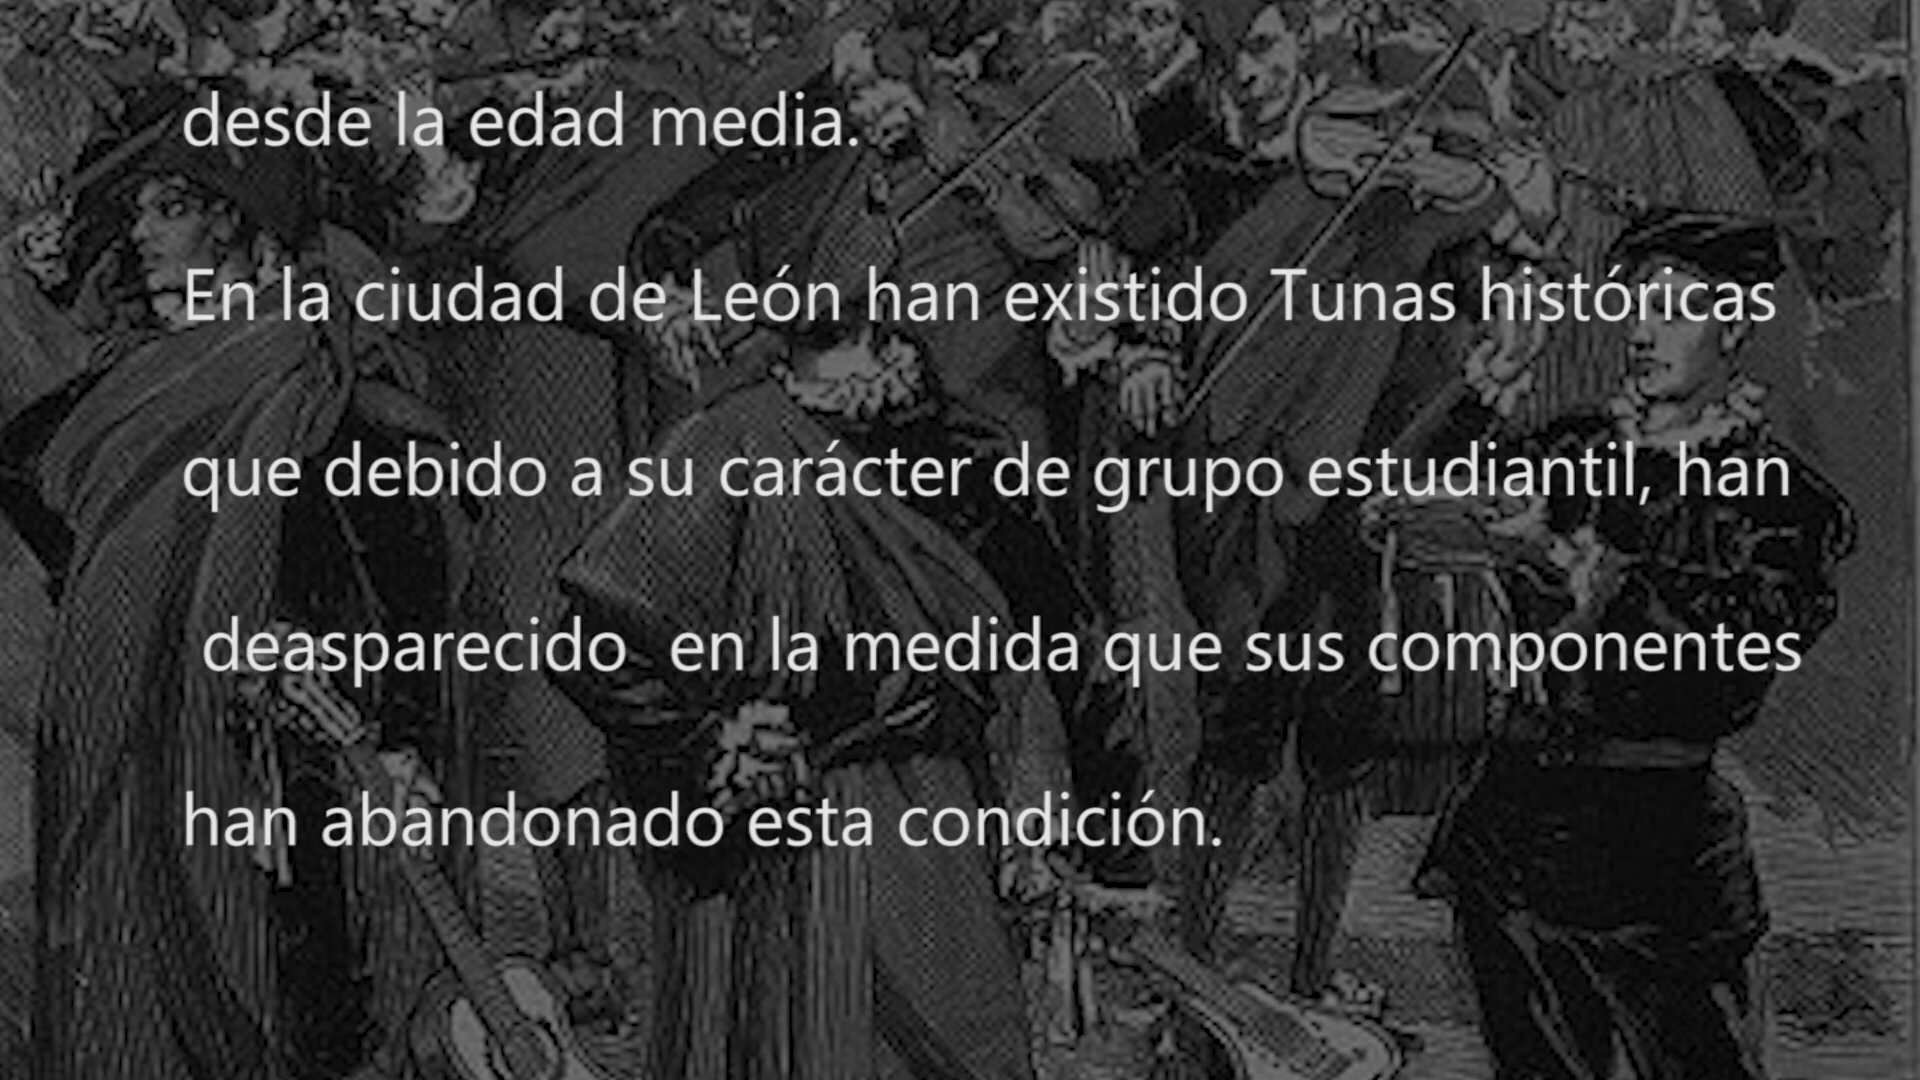 desde la edad media.
En la ciudad de León han existido Tunas históricas
que debido a su carácter de grupo estudiantil, han
deasparecido en la medida que sus componentes
han abandonado esta condición.